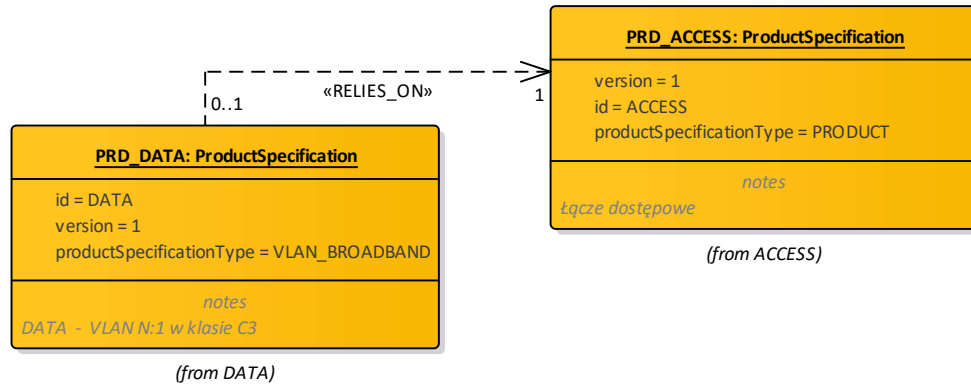 PRD_ACCESS: ProductSpecification
version = 1
id = ACCESS
productSpecificationType = PRODUCT
notes
Łącze dostępowe
(from ACCESS)
«RELIES_ON»
0..1
1
PRD_DATA: ProductSpecification
id = DATA
version = 1
productSpecificationType = VLAN_BROADBAND
notes
DATA - VLAN N:1 w klasie C3
(from DATA)